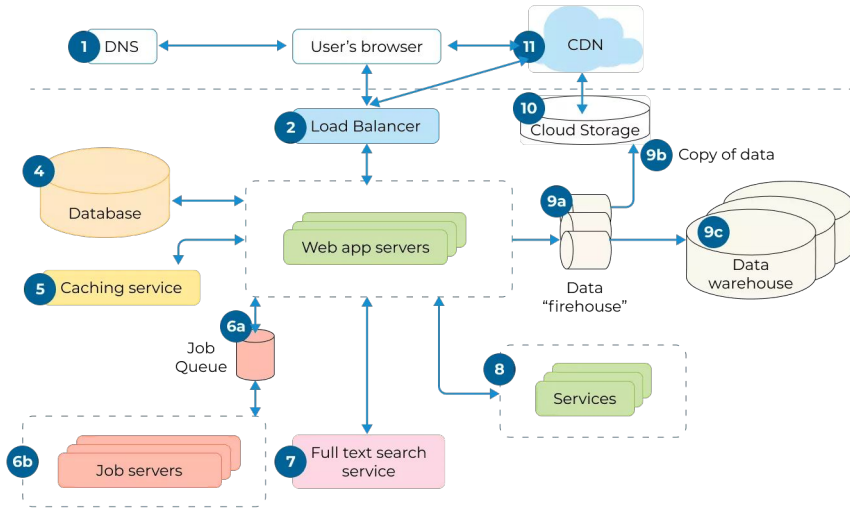 1
DNS
User's browser
11
CDN
10
Cloud Storage
2
Load Balancer
9b
Copy of data
4
Database
9a
Web app servers
9c
Data
warehouse
Data
“firehouse”
5
Caching service
6a
Job
Queue
8
Services
6b
Job servers
7
Full text search
service